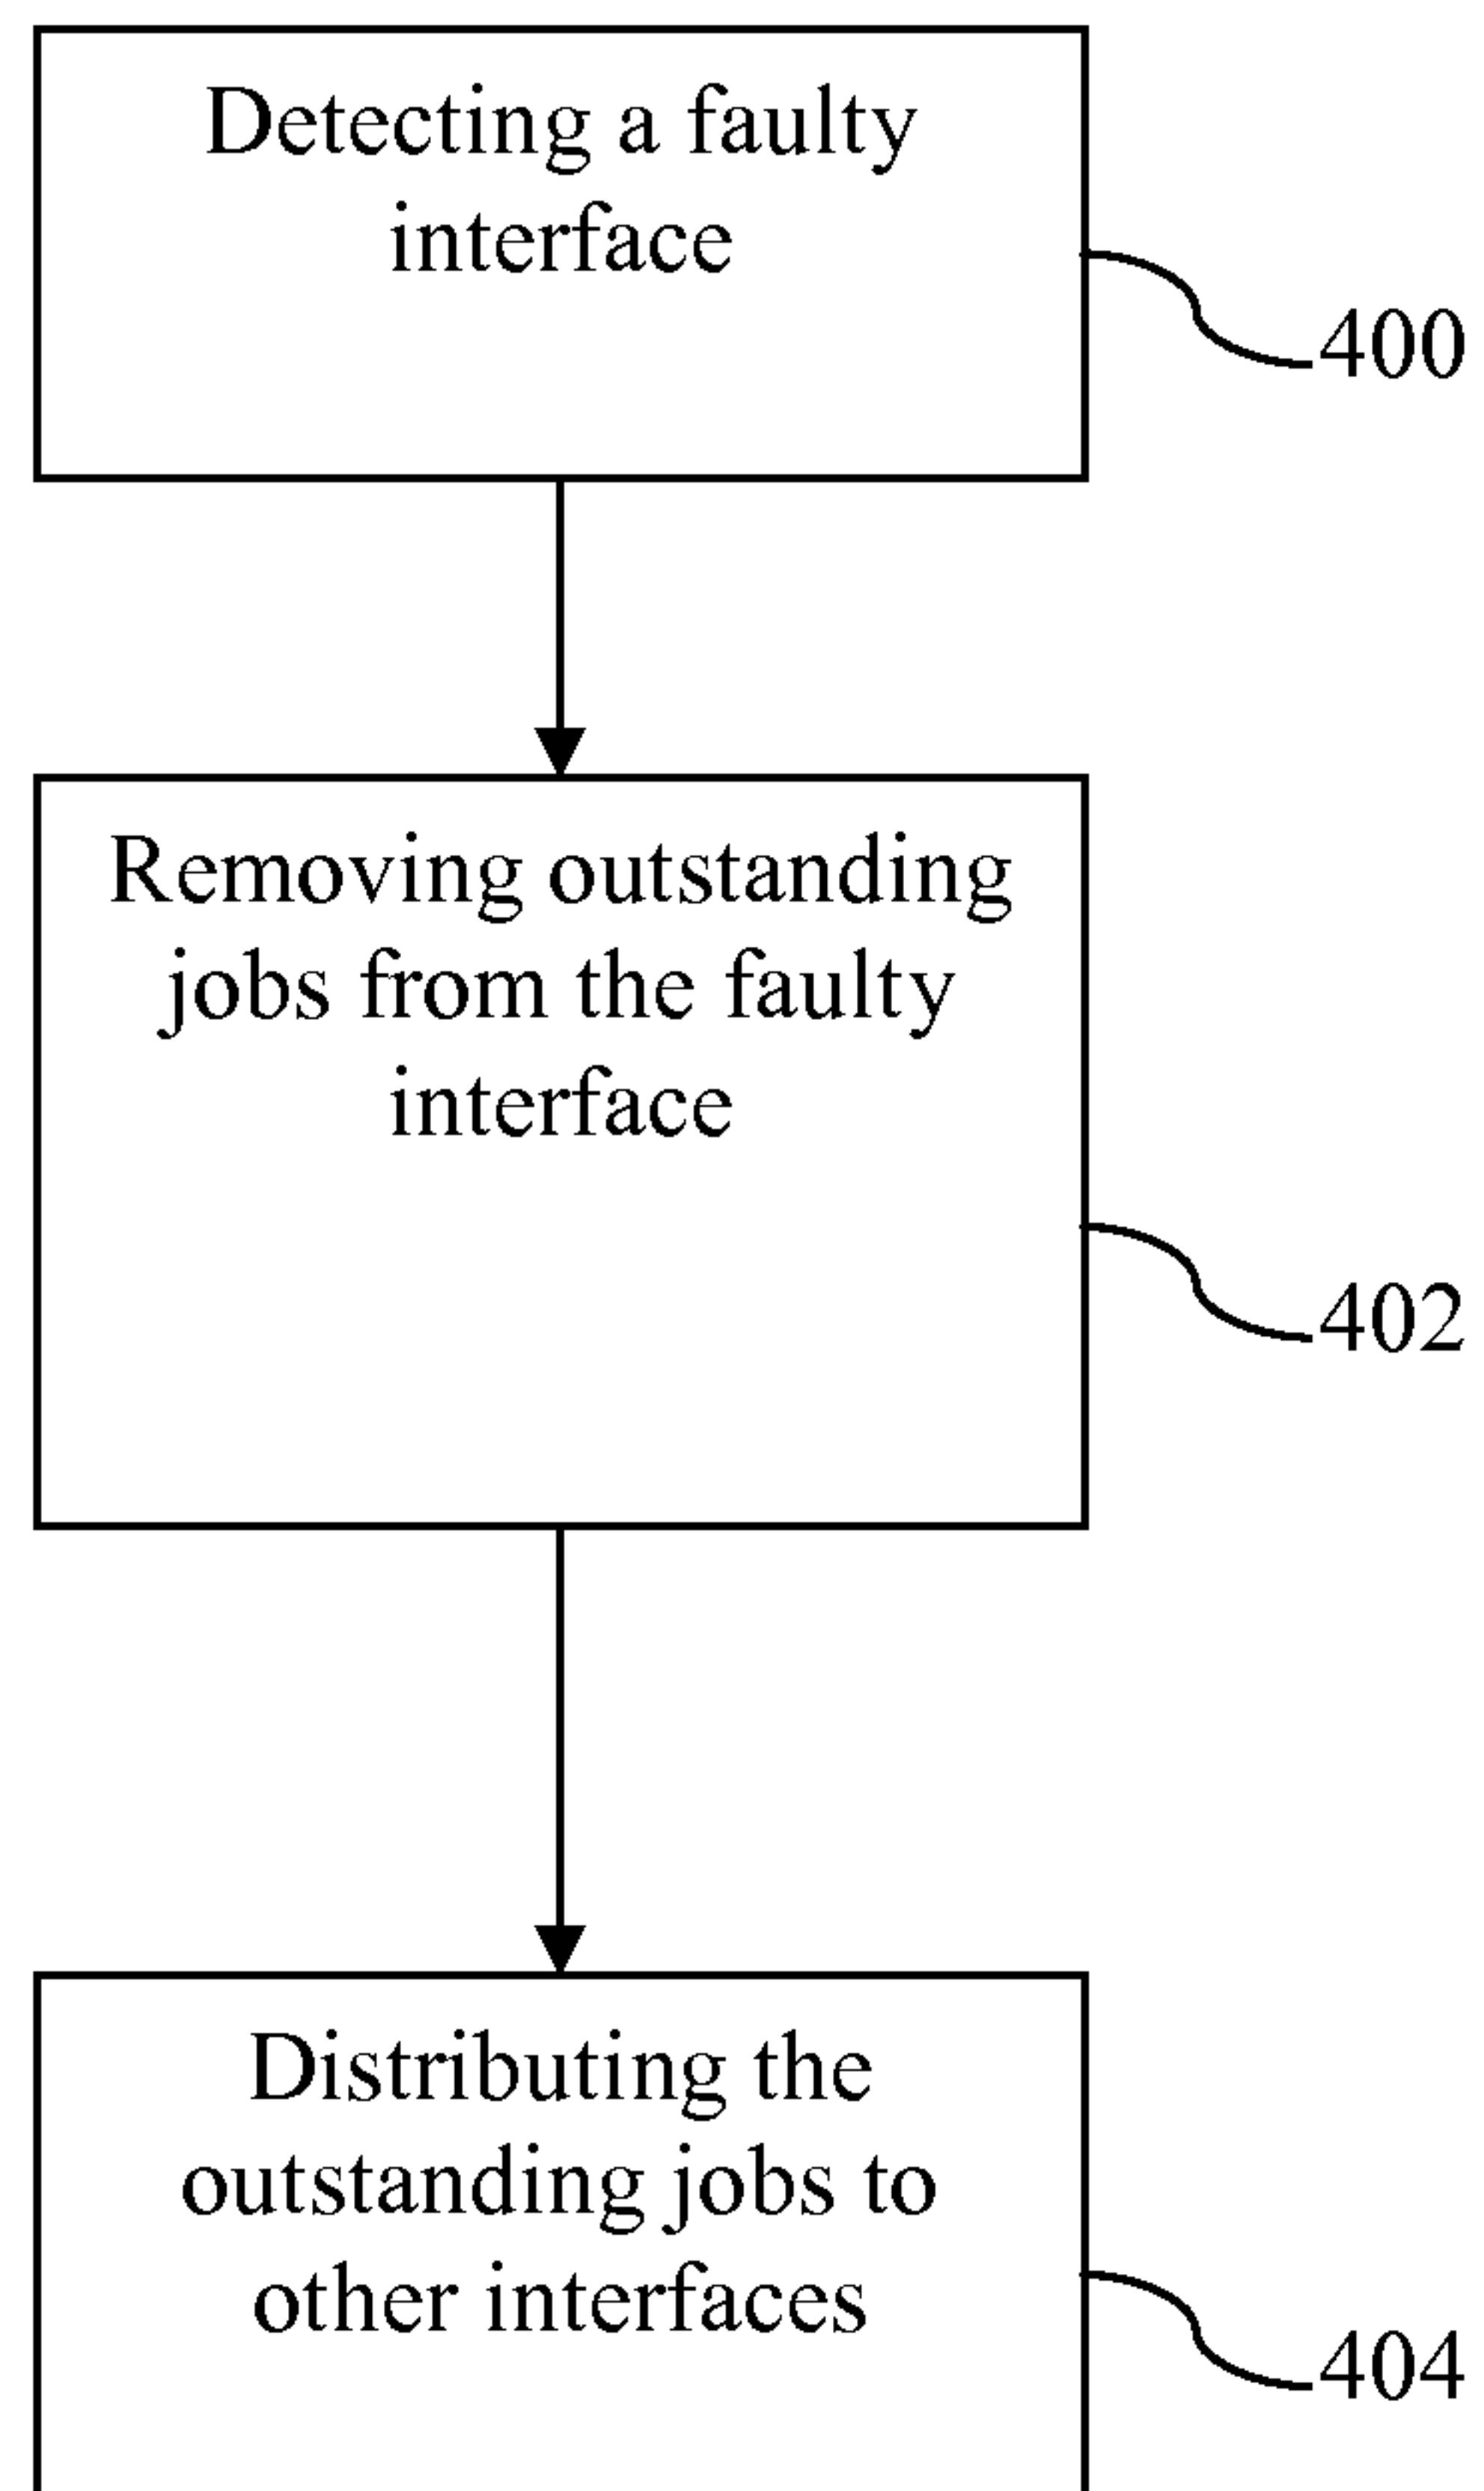 Detecting a faulty
interface
400
Removing outstanding
jobs from the faulty
interface
402
Distributing the
outstanding jobs to
other interfaces
404